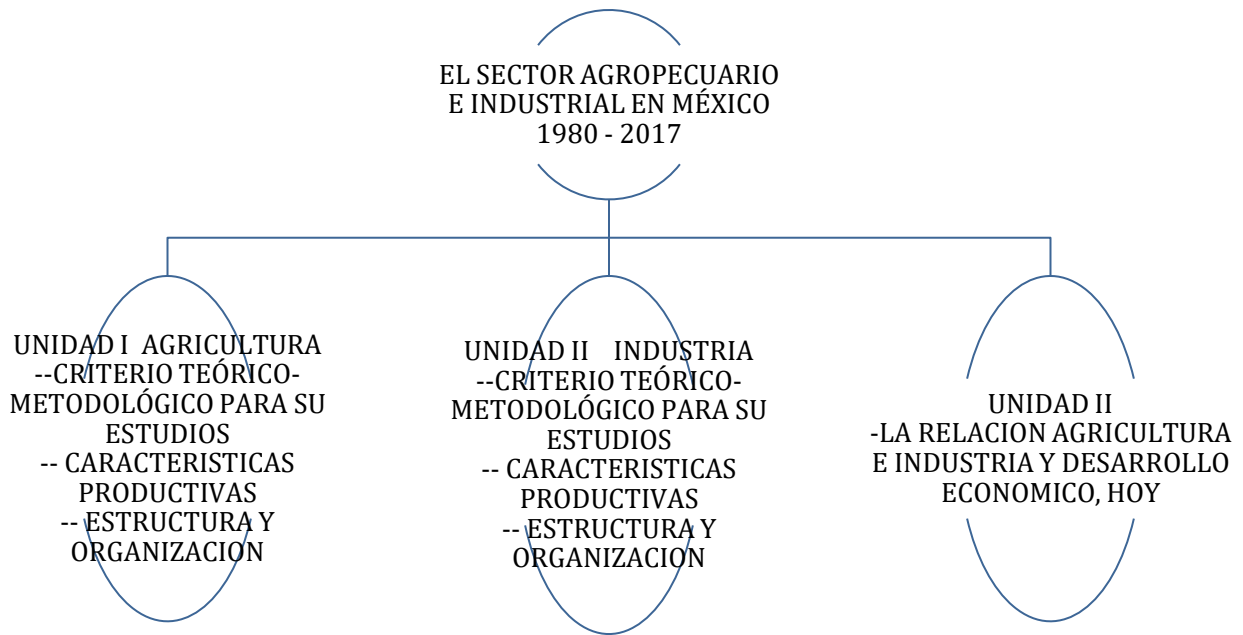 EL SECTOR AGROPECUARIO
E INDUSTRIAL EN MÉXICO
1980 - 2017
UNIDAD I AGRICULTURA
--CRITERIO TEÓRICO-
METODOLÓGICO PARA SU
ESTUDIOS
-- CARACTERISTICAS
PRODUCTIVAS
-- ESTRUCTURA Y
ORGANIZACION
UNIDAD II INDUSTRIA
--CRITERIO TEÓRICO-
METODOLÓGICO PARA SU
ESTUDIOS
-- CARACTERISTICAS
PRODUCTIVAS
-- ESTRUCTURA Y
ORGANIZACION
UNIDAD II
-LA RELACION AGRICULTURA
E INDUSTRIA Y DESARROLLO
ECONOMICO, HOY